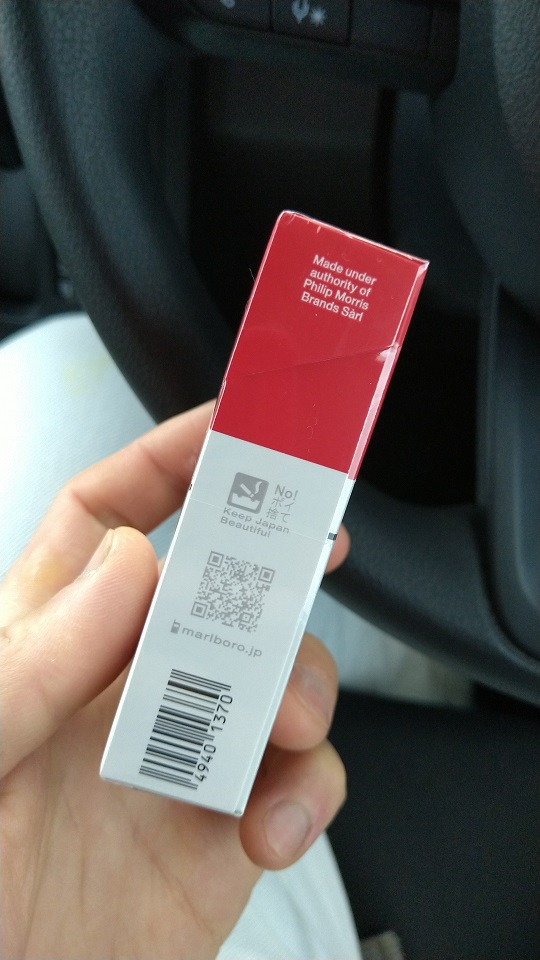 Made under
authority of
Philip Morris
Brands Sàrl
No!
ポイ
捨て
Keep Japan
Beautiful
marlboro.jp
4940 1370